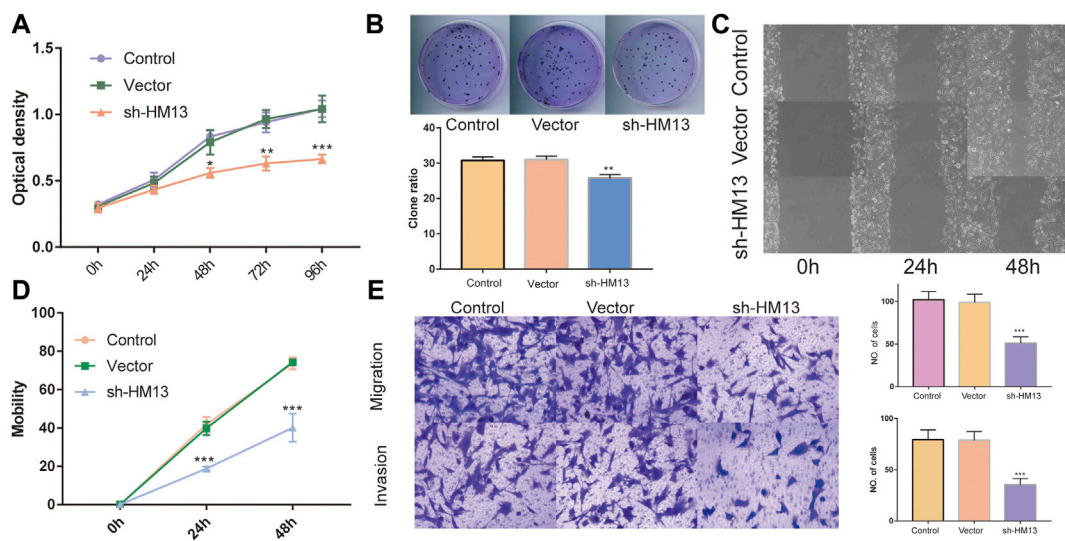 A
Optical density
1.5
1.0
0.5
0.0
Control
Vector
sh-HM13
*
**
***
0h
24h
48h
72h
96h
B
Control
Vector
sh-HM13
Clone ratio
40
30
20
10
0
**
Control
Vector
sh-HM13
C
Control
Vector
sh-HM13
0h
24h
48h
D
Mobility
100
80
60
40
20
0
Control
Vector
sh-HM13
***
***
0h
24h
48h
E
Control
Vector
sh-HM13
Migration
Invasion
NO. of cells
100
50
0
***
Control
Vector
sh-HM13
NO. of cells
100
50
0
***
Control
Vector
sh-HM13